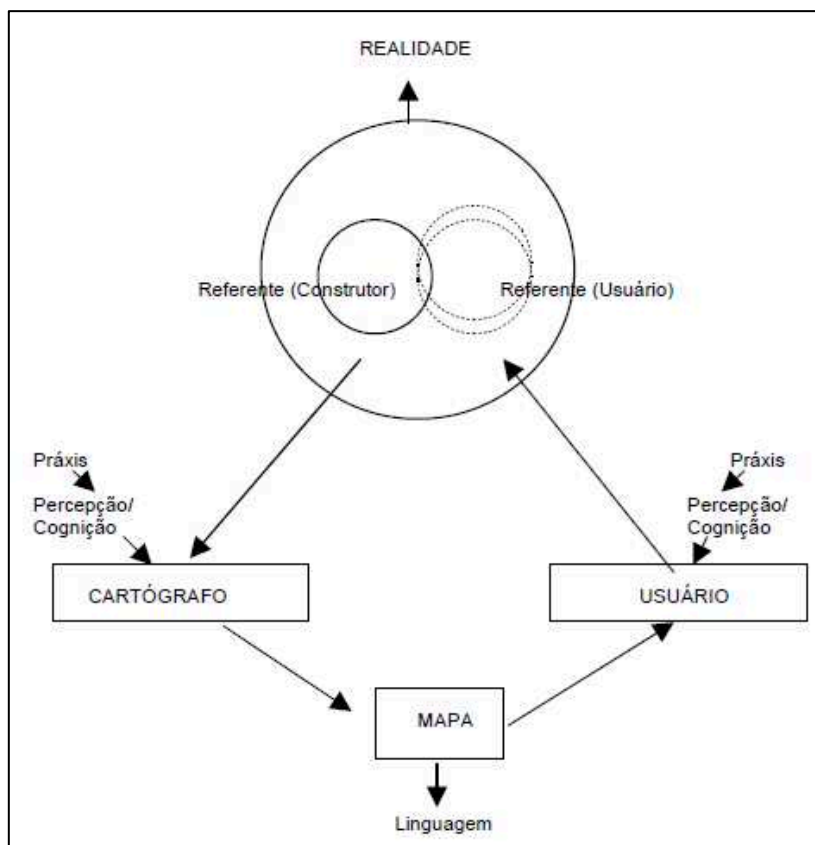 REALIDADE
Referente (Construtor)
Referente (Usuário)
Práxis
Práxis
Percepção/
Cognição
Percepção/
Cognição
CARTÓGRAFO
USUÁRIO
MAPA
Linguagem